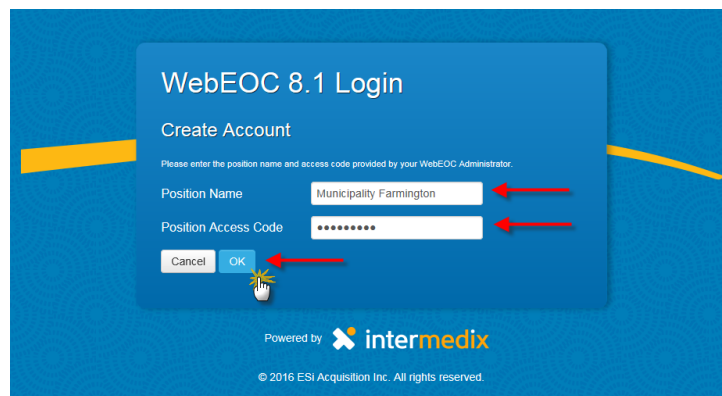 WebEOC 8.1 Login
Create Account
Please enter the position name and access code provided by your WebEOC Administrator.
Position Name Municipality Farmington
Position Access Code •••••••••
Cancel OK
Powered by intermedix
© 2016 ESi Acquisition Inc. All rights reserved.